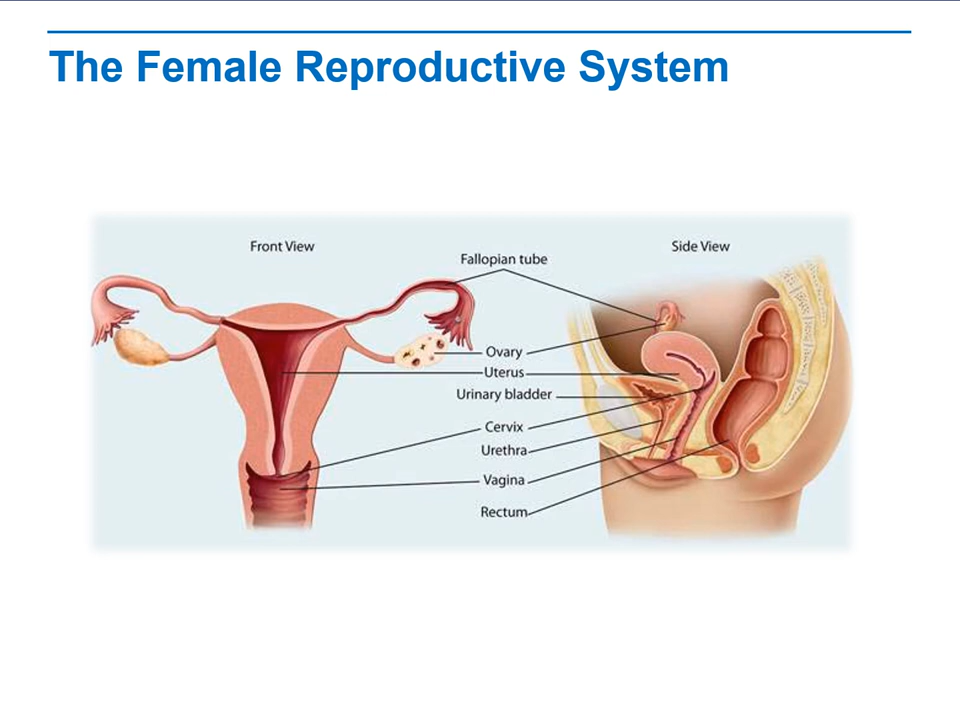 The Female Reproductive System
Front View
Side View
Fallopian tube
Ovary
Uterus
Urinary bladder
Cervix
Urethra
Vagina
Rectum